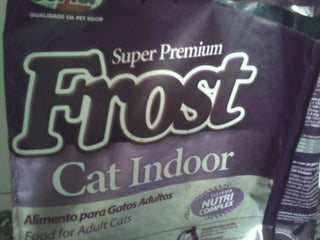 QUALIDADE EM PET FOOD
Super Premium
Frost
Cat Indoor
Alimento para Gatos Adultos
Food for Adult Cats
SISTEMA
NUTRI
COMPLEX